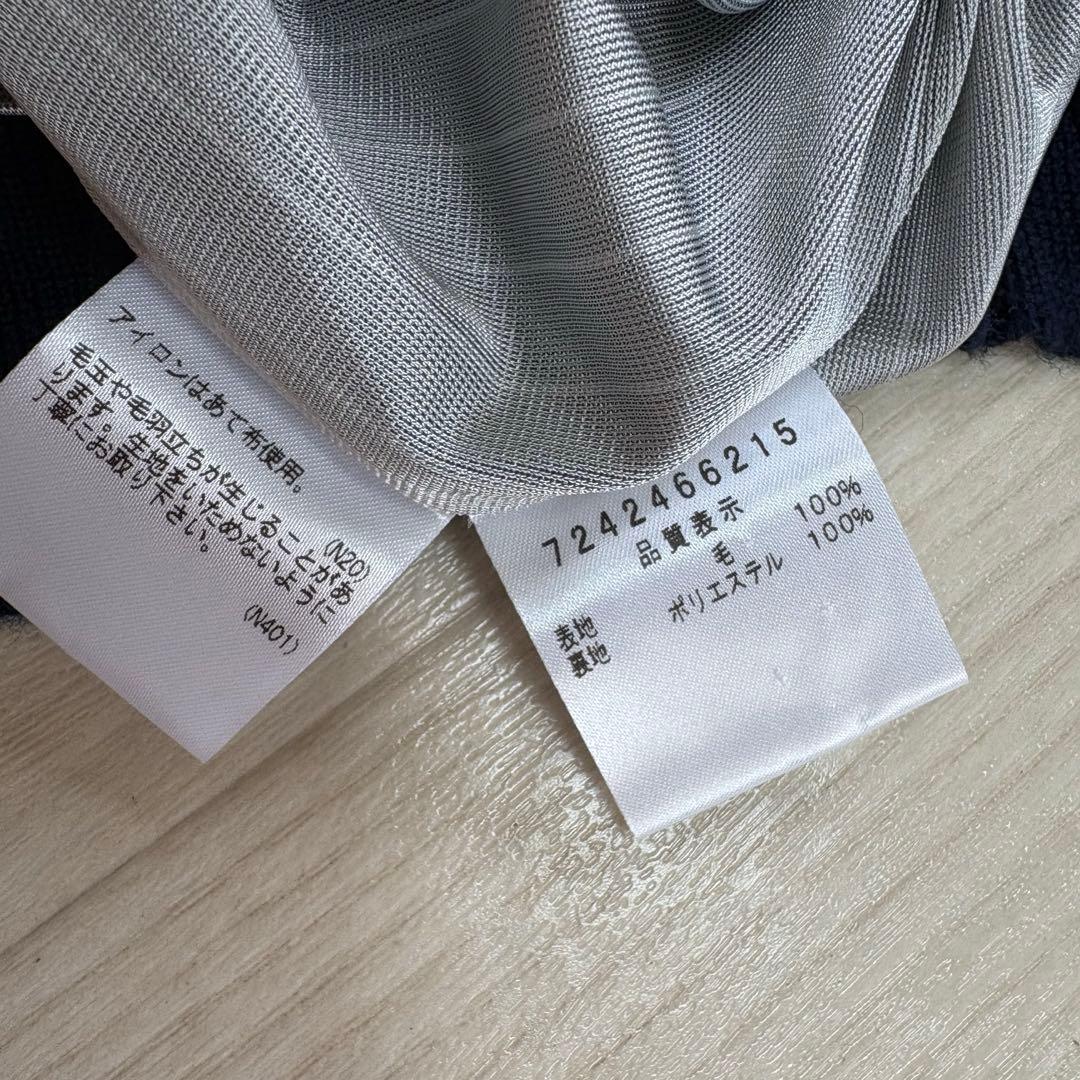 アイロンはあて布使用。
(N20)
毛玉や毛羽立ちが生じることがあ
ります。生地をいためないように
丁寧にお取り下さい。
(N401)
7242466215
品質表示
表地 毛 100%
裏地 ポリエステル 100%